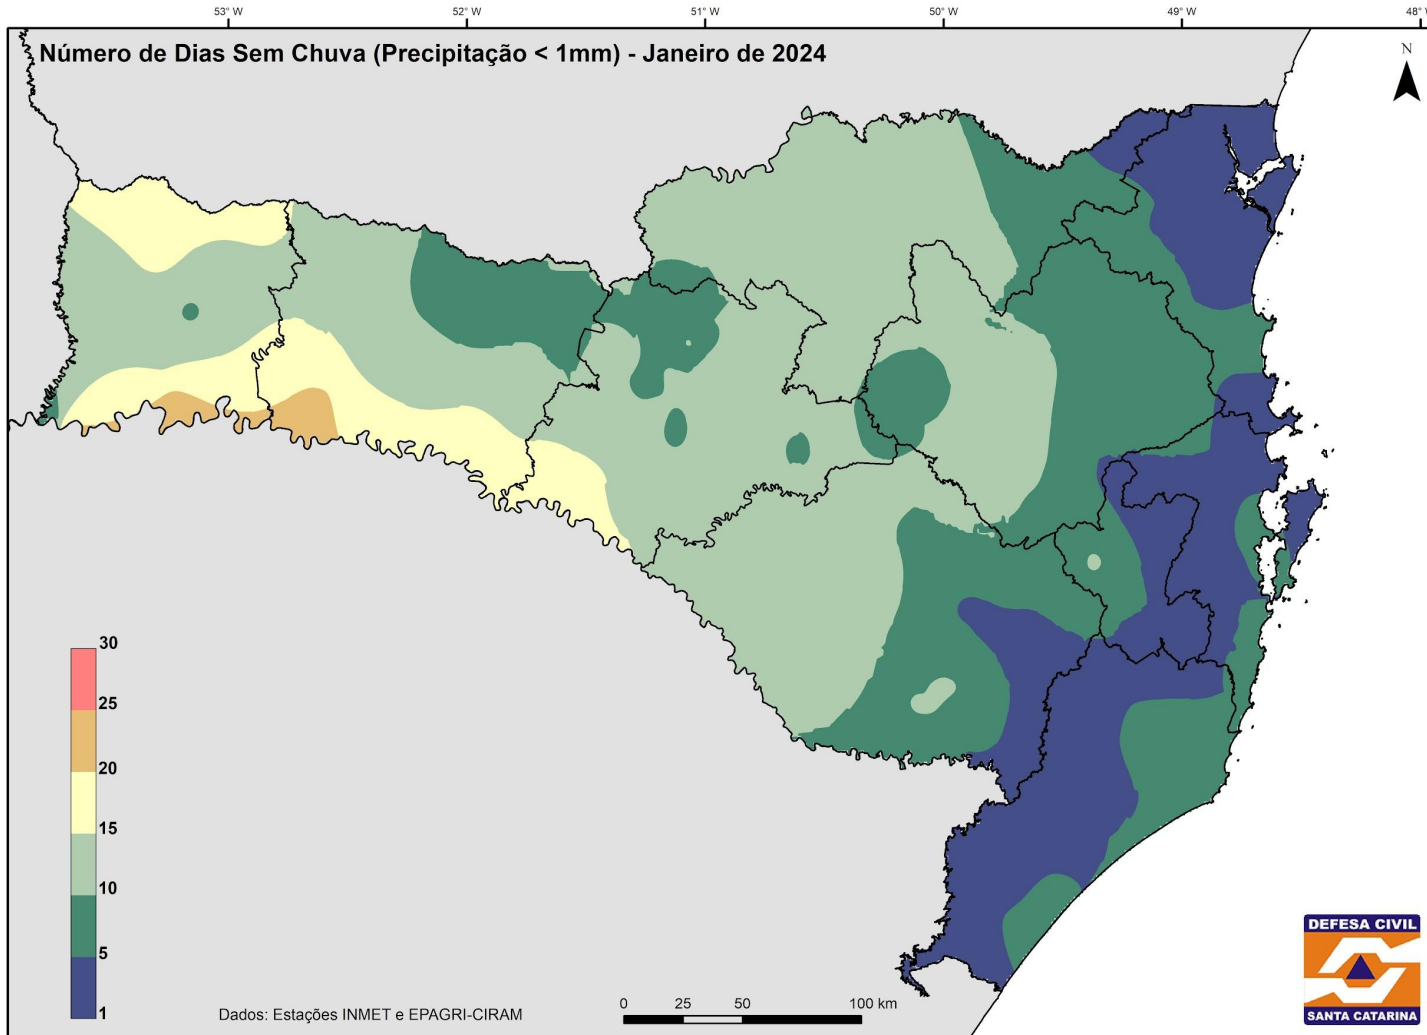 53° W
52° W
51° W
50° W
49° W
48° W
Número de Dias Sem Chuva (Precipitação < 1mm) - Janeiro de 2024
N
30
25
20
15
10
5
1
Dados: Estações INMET e EPAGRI-CIRAM
0 25 50 100 km
DEFESA CIVIL
SANTA CATARINA